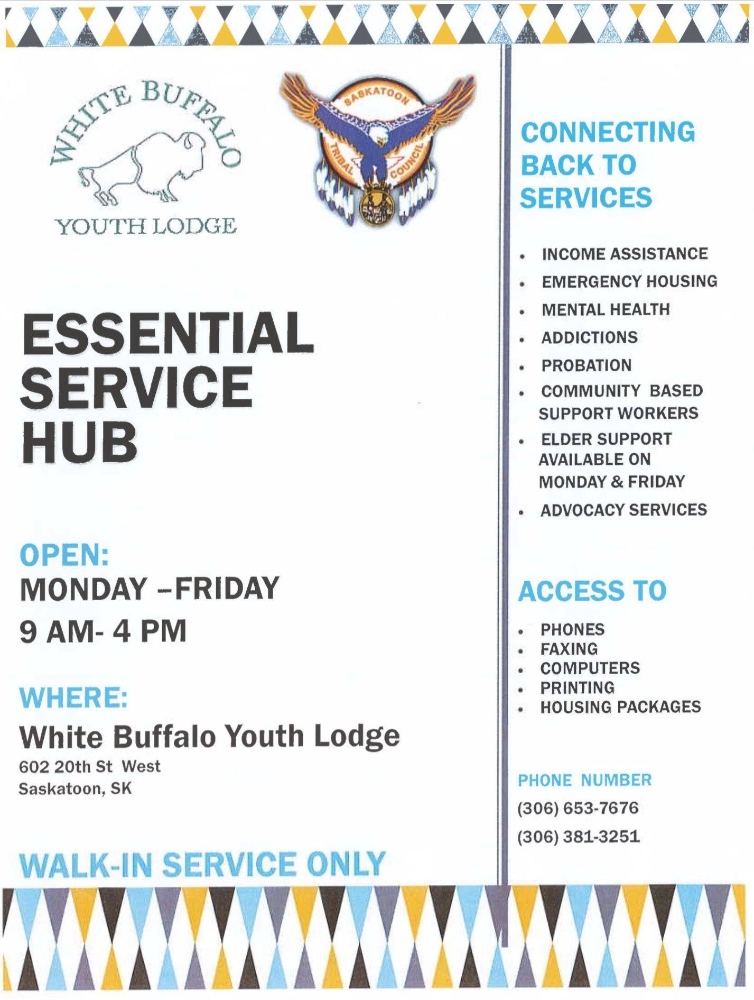 WHITE BUFFALO
YOUTH LODGE
SASKATOON
TRIBAL COUNCIL
ESSENTIAL
SERVICE
HUB
OPEN:
MONDAY –FRIDAY
9 AM- 4 PM
WHERE:
White Buffalo Youth Lodge
602 20th St West
Saskatoon, SK
WALK-IN SERVICE ONLY
CONNECTING
BACK TO
SERVICES
• INCOME ASSISTANCE
• EMERGENCY HOUSING
• MENTAL HEALTH
• ADDICTIONS
• PROBATION
• COMMUNITY BASED
SUPPORT WORKERS
• ELDER SUPPORT
AVAILABLE ON
MONDAY & FRIDAY
• ADVOCACY SERVICES
ACCESS TO
• PHONES
• FAXING
• COMPUTERS
• PRINTING
• HOUSING PACKAGES
PHONE NUMBER
(306) 653-7676
(306) 381-3251